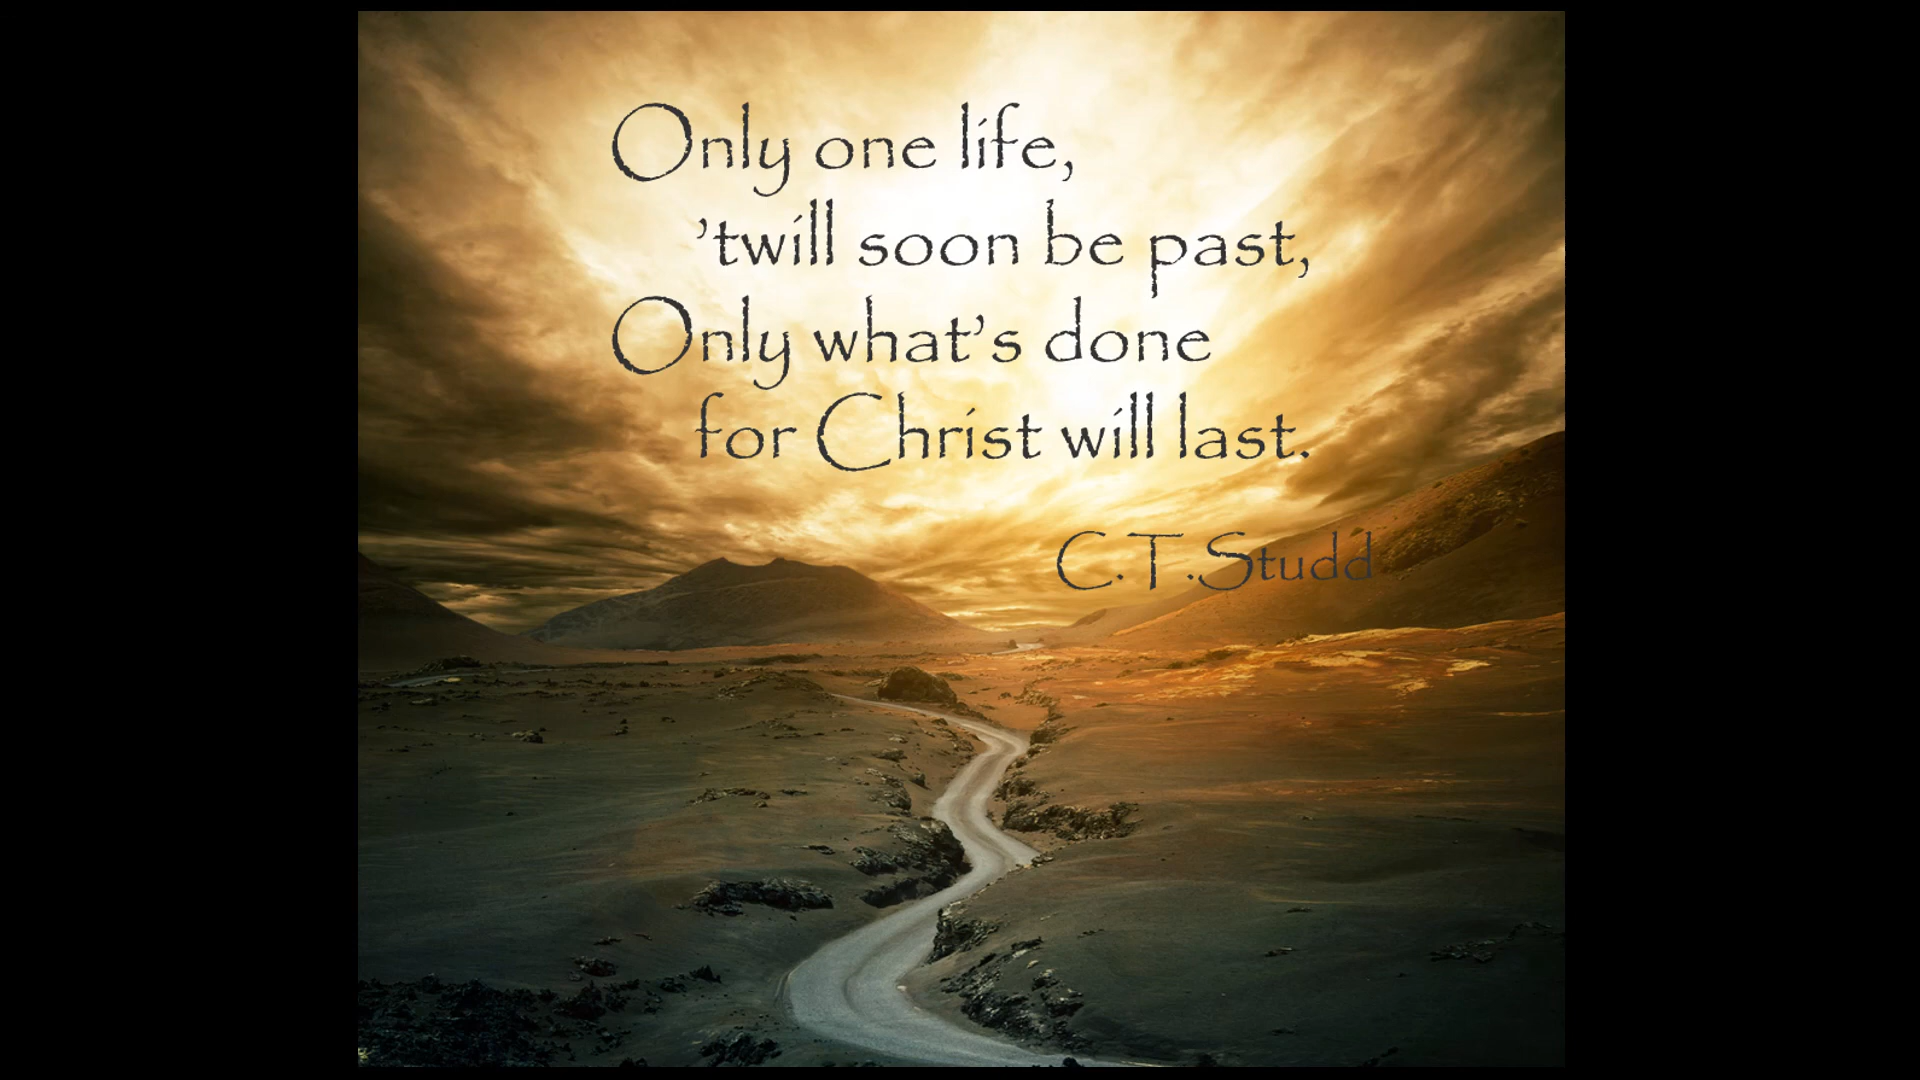 Only one life,
’twill soon be past,
Only what’s done
for Christ will last.
C.T.Studd